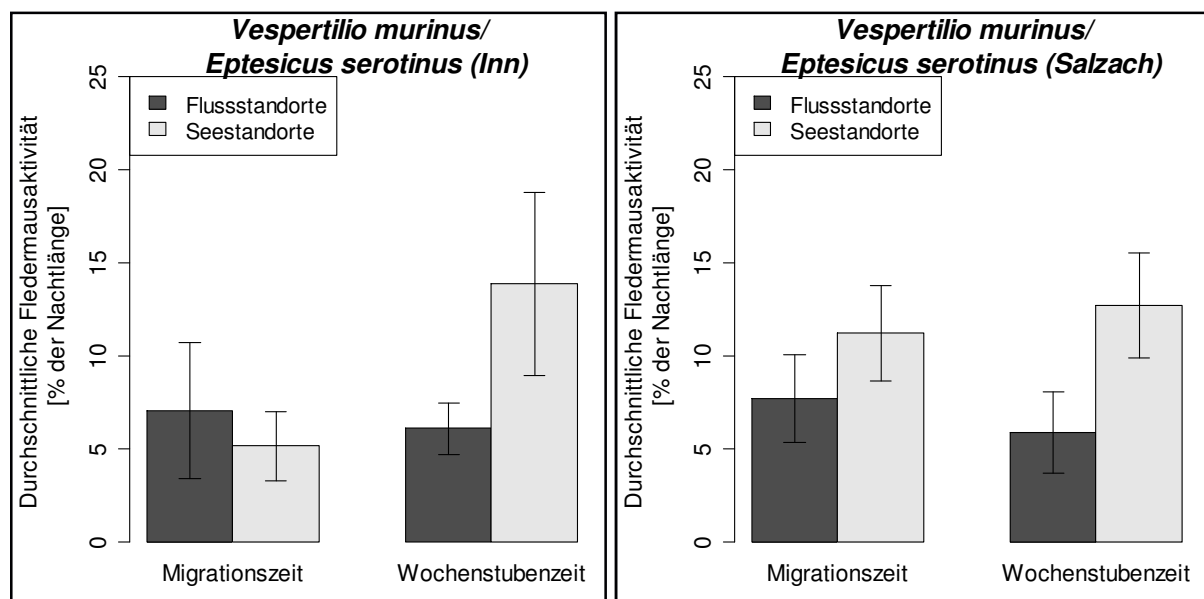 Vespertilio murinus/
Eptesicus serotinus (Inn)
Flussstandorte
Seestandorte
Durchschnittliche Fledermausaktivität
[% der Nachtlänge]
25
20
15
10
5
0
Migrationszeit
Wochenstubenzeit
Vespertilio murinus/
Eptesicus serotinus (Salzach)
Flussstandorte
Seestandorte
Durchschnittliche Fledermausaktivität
[% der Nachtlänge]
25
20
15
10
5
0
Migrationszeit
Wochenstubenzeit